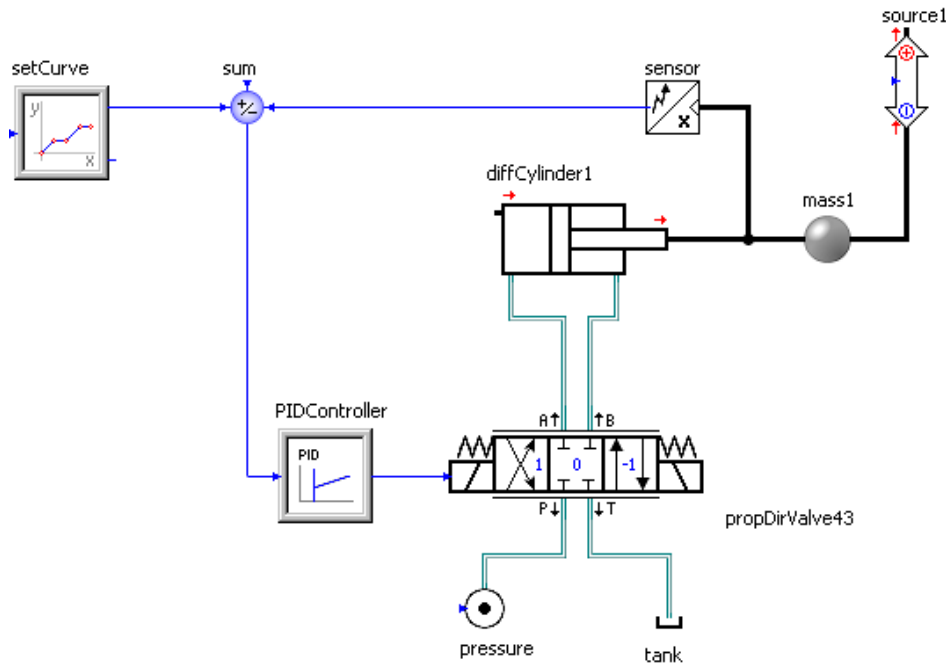 source1
setCurve
sum
sensor
y
x
+/-
x
diffCylinder1
mass1
PIDController
PID
A
B
1
0
-1
P
T
propDirValve43
pressure
tank